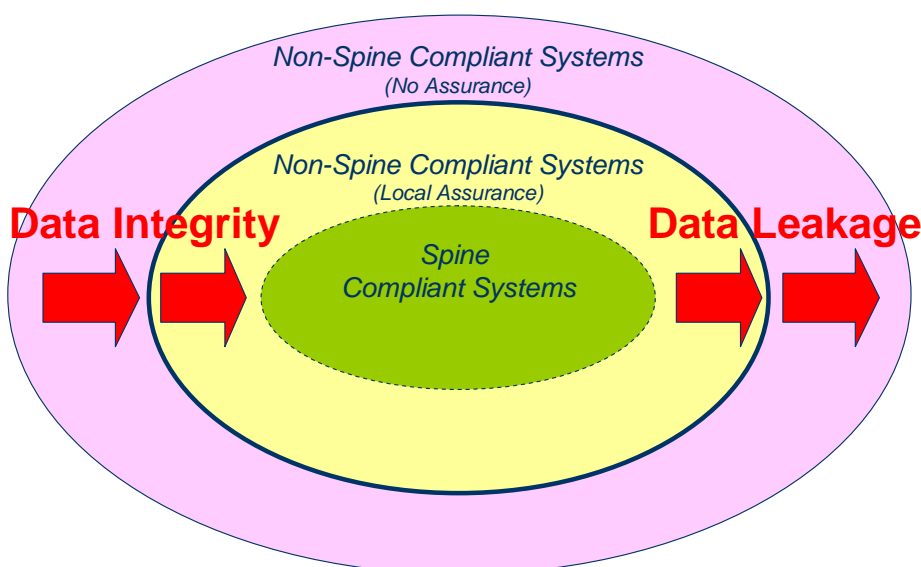 Non-Spine Compliant Systems
(No Assurance)
Non-Spine Compliant Systems
(Local Assurance)
Data Integrity
Data Leakage
Spine
Compliant Systems